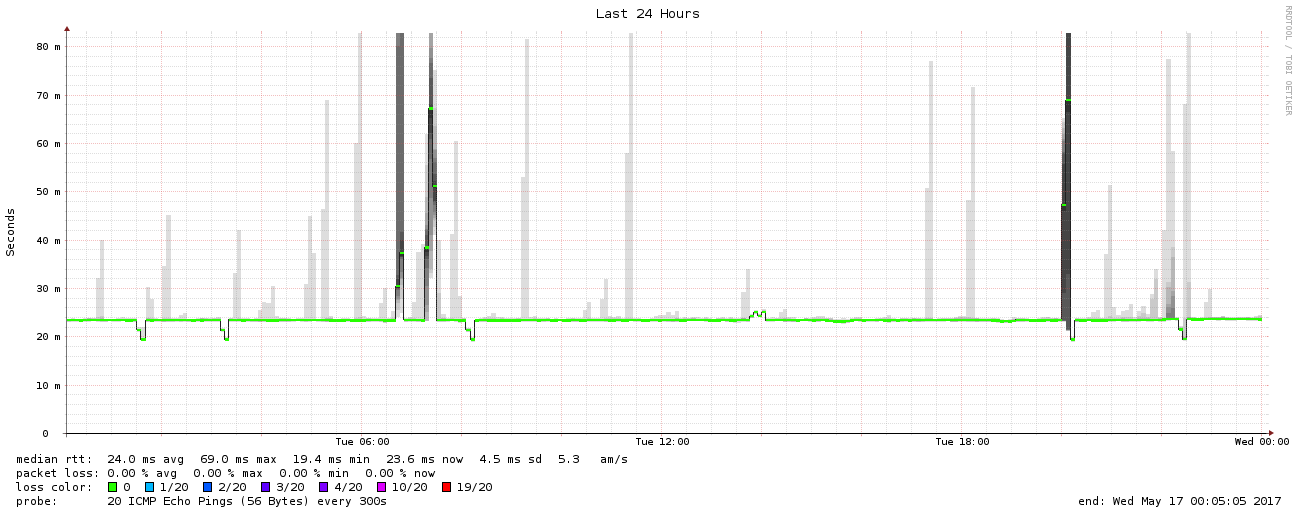 Last 24 Hours
RRDTOOL / TOBI OETIKER
Seconds
80 m
70 m
60 m
50 m
40 m
30 m
20 m
10 m
0
Tue 06:00 Tue 12:00 Tue 18:00 Wed 00:00
median rtt: 24.0 ms avg 69.0 ms max 19.4 ms min 23.6 ms now 4.5 ms sd 5.3 am/s
packet loss: 0.00 % avg 0.00 % max 0.00 % min 0.00 % now
loss color: 0 1/20 2/20 3/20 4/20 10/20 19/20
probe: 20 ICMP Echo Pings (56 Bytes) every 300s end: Wed May 17 00:05:05 2017